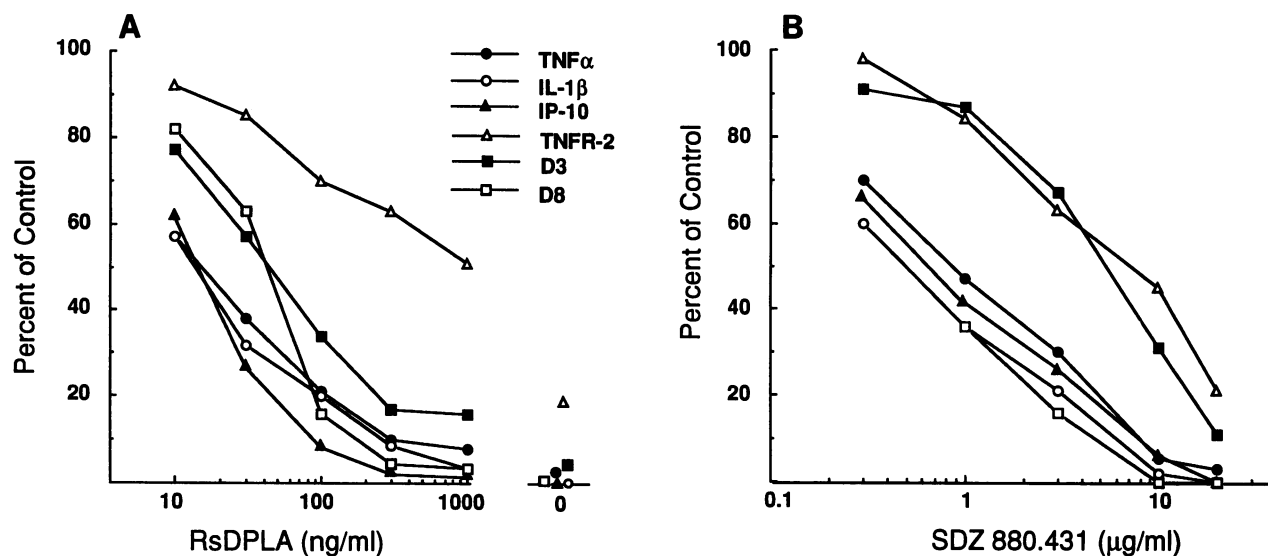 A
Percent of Control
100
80
60
40
20
10
100
1000
0
RsDPLA (ng/ml)
TNFα
IL-1β
IP-10
TNFR-2
D3
D8
B
Percent of Control
100
80
60
40
20
0.1
1
10
SDZ 880.431 (μg/ml)